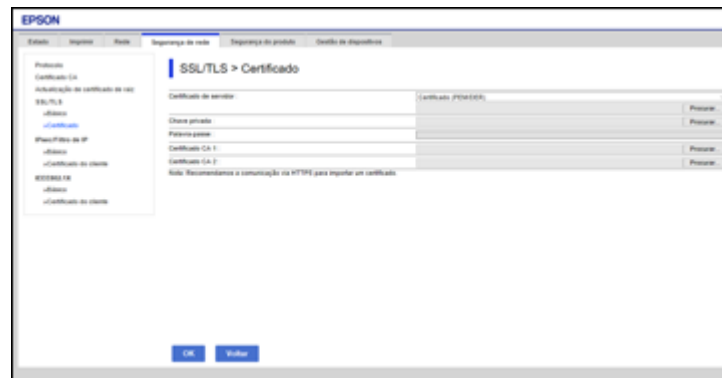 EPSON
Estado Imprimir Rede Segurança de rede Segurança do produto Gestão de dispositivos
Protocolo
Certificado CA
Actualização do certificado de raiz
SSL/TLS
»Básico
»Certificado
IPsec/Filtro de IP
»Básico
»Certificado do cliente
IEEE802.1X
»Básico
»Certificado do cliente
SSL/TLS > Certificado
Certificado de servidor: Certificado (PEM/DER)
Procurar...
Chave privada: Procurar...
Palavra-passe:
Certificado CA 1: Procurar...
Certificado CA 2: Procurar...
Nota: Recomendamos a comunicação via HTTPS para importar um certificado.
OK Voltar